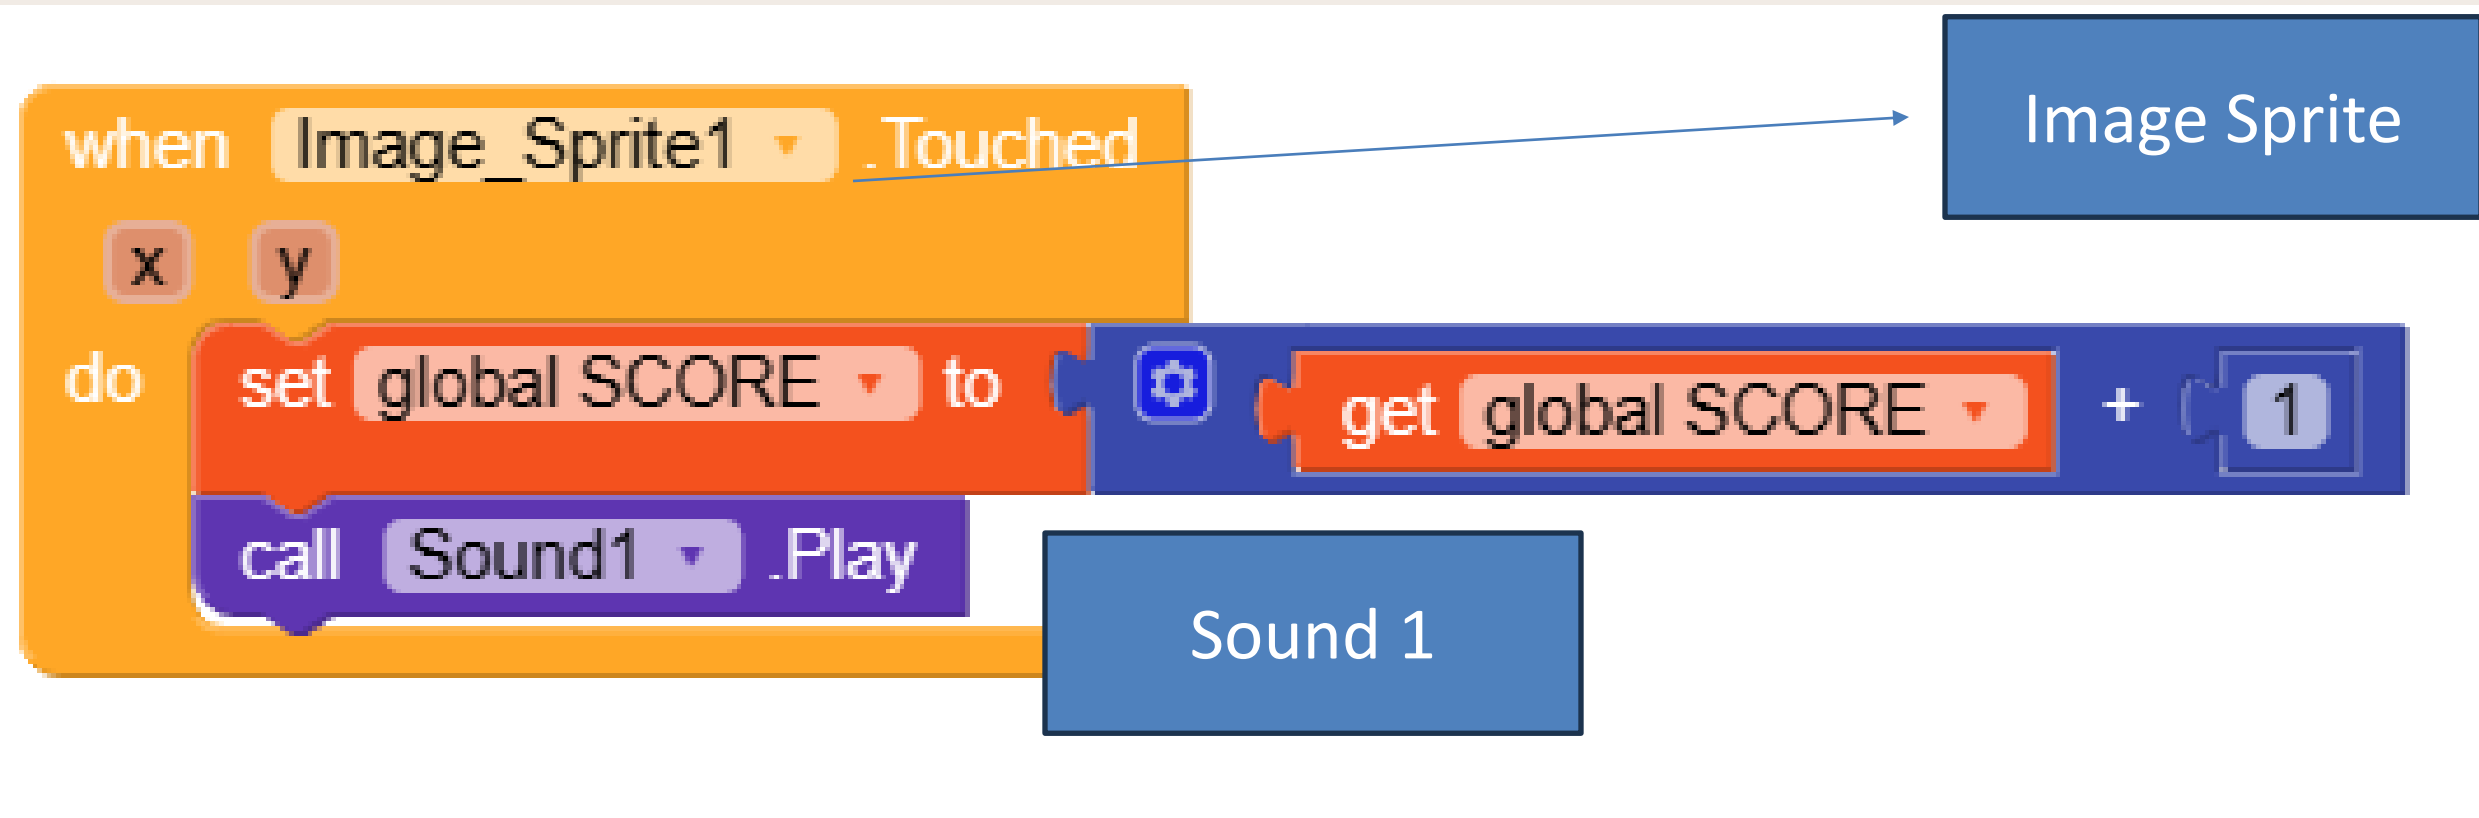 Image Sprite
when Image_Sprite1 .Touched
x y
do set global SCORE to get global SCORE + 1
call Sound1 .Play
Sound 1